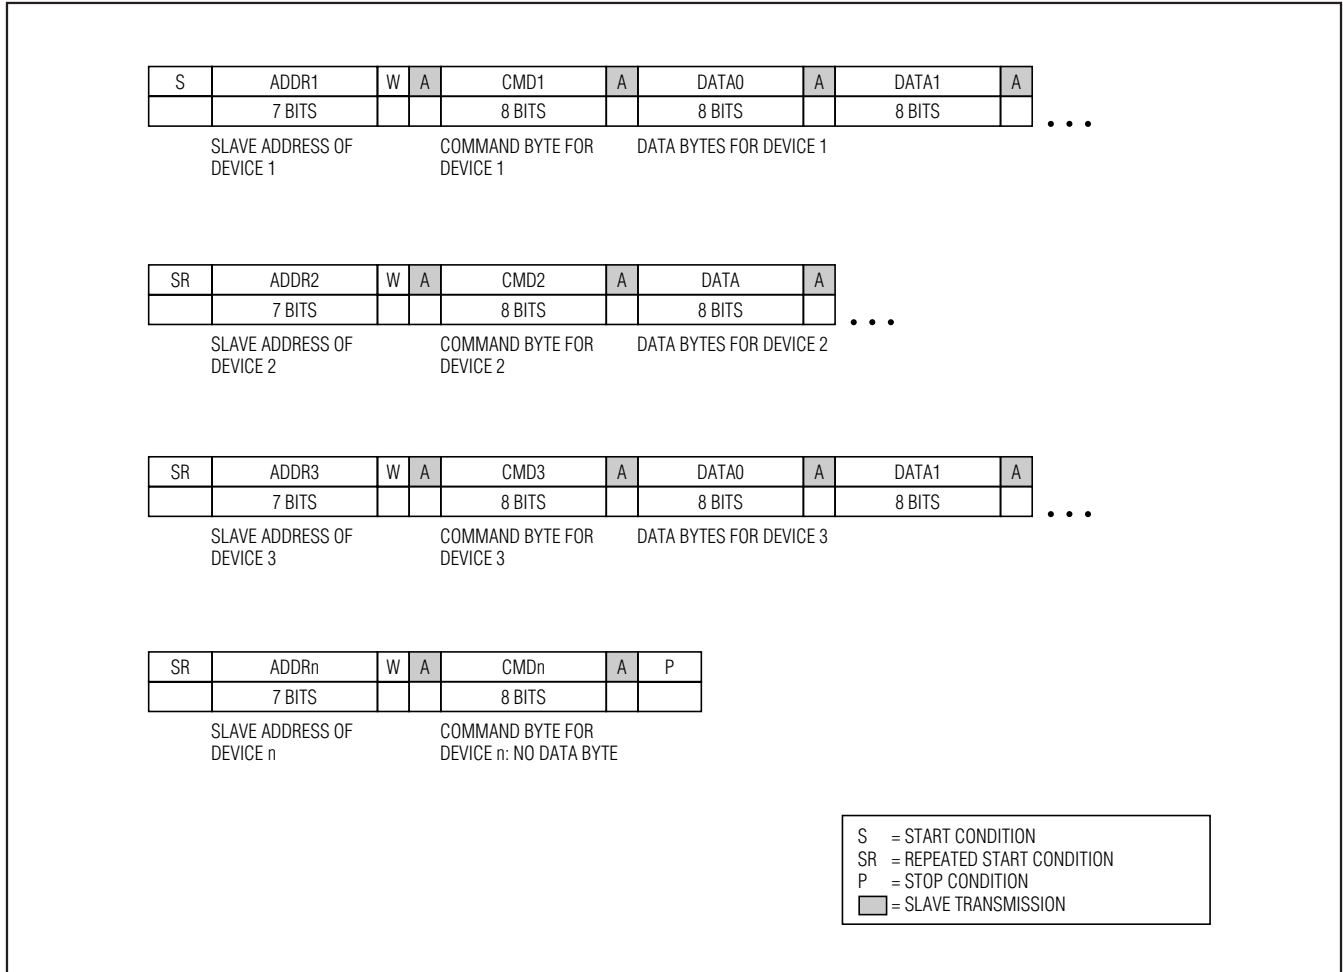 S ADDR1 W A CMD1 A DATA0 A DATA1 A
7 BITS 8 BITS 8 BITS 8 BITS
SLAVE ADDRESS OF
DEVICE 1
COMMAND BYTE FOR
DEVICE 1
DATA BYTES FOR DEVICE 1
...
SR ADDR2 W A CMD2 A DATA A
7 BITS 8 BITS 8 BITS
SLAVE ADDRESS OF
DEVICE 2
COMMAND BYTE FOR
DEVICE 2
DATA BYTES FOR DEVICE 2
...
SR ADDR3 W A CMD3 A DATA0 A DATA1 A
7 BITS 8 BITS 8 BITS 8 BITS
SLAVE ADDRESS OF
DEVICE 3
COMMAND BYTE FOR
DEVICE 3
DATA BYTES FOR DEVICE 3
...
SR ADDRn W A CMDn A P
7 BITS 8 BITS
SLAVE ADDRESS OF
DEVICE n
COMMAND BYTE FOR
DEVICE n: NO DATA BYTE
S = START CONDITION
SR = REPEATED START CONDITION
P = STOP CONDITION
= SLAVE TRANSMISSION